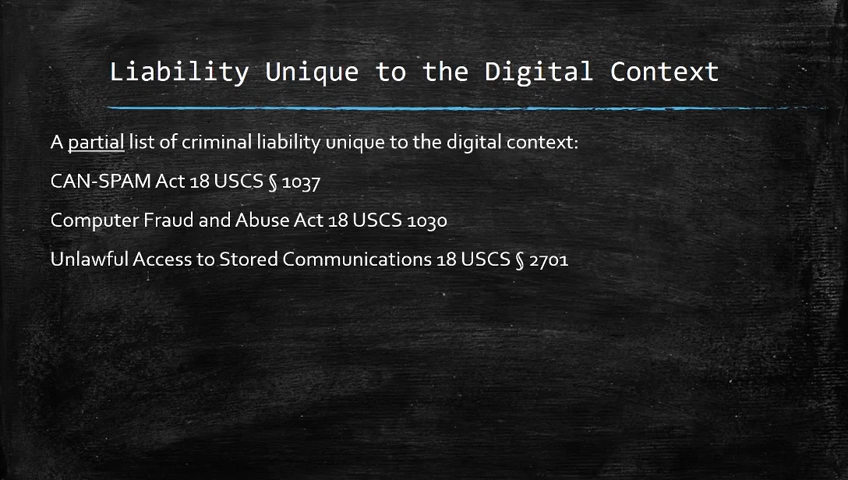 Liability Unique to the Digital Context
A partial list of criminal liability unique to the digital context:
CAN-SPAM Act 18 USCS § 1037
Computer Fraud and Abuse Act 18 USCS 1030
Unlawful Access to Stored Communications 18 USCS § 2701